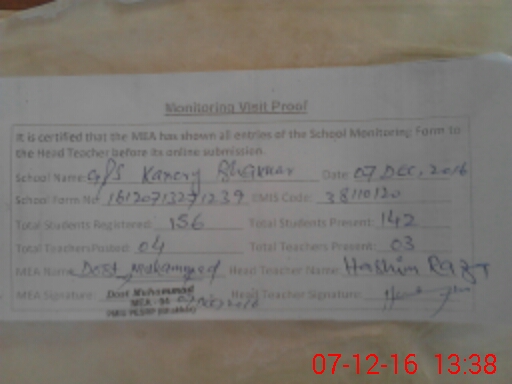 Monitoring Visit Proof
It is certified that the MEA has shown all entries of the School Monitoring Form to
the Head Teacher before its online submission.
School Name: G/S Kanery Date: 07 DEC, 2016
School Form No EMIS Code: 38110120
Total Students Registered: 156 Total Students Present: 142
Total Teachers Posted: 04 Total Teachers Present: 03
MEA Name: Dost Muhammad Head Teacher Name: Hashim Raza
MEA Signature: Dost Muhammad Head Teacher Signature:
MEA - 07 DEC 2016
07-12-16 13:38